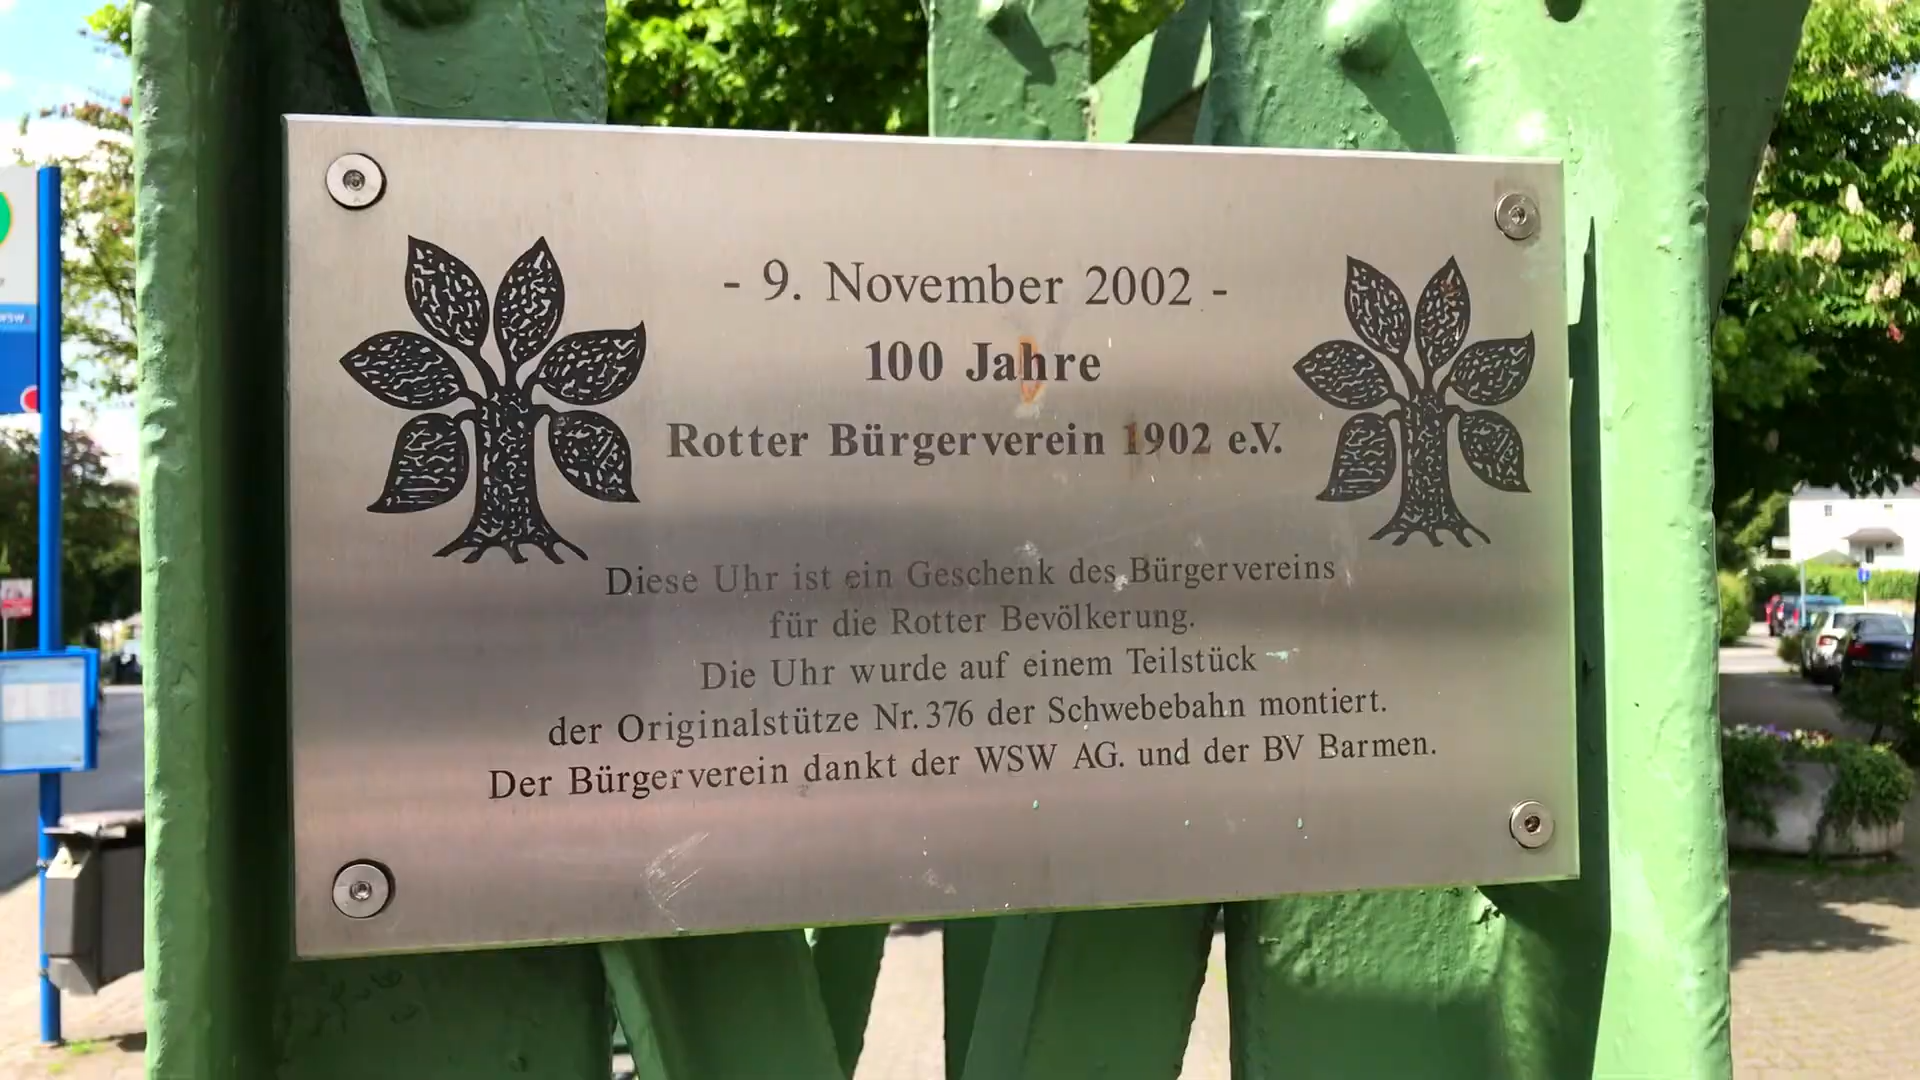 - 9. November 2002 -
100 Jahre
Rotter Bürgerverein 1902 e.V.
Diese Uhr ist ein Geschenk des Bürgervereins
für die Rotter Bevölkerung.
Die Uhr wurde auf einem Teilstück
der Originalstütze Nr. 376 der Schwebebahn montiert.
Der Bürgerverein dankt der WSW AG. und der BV Barmen.